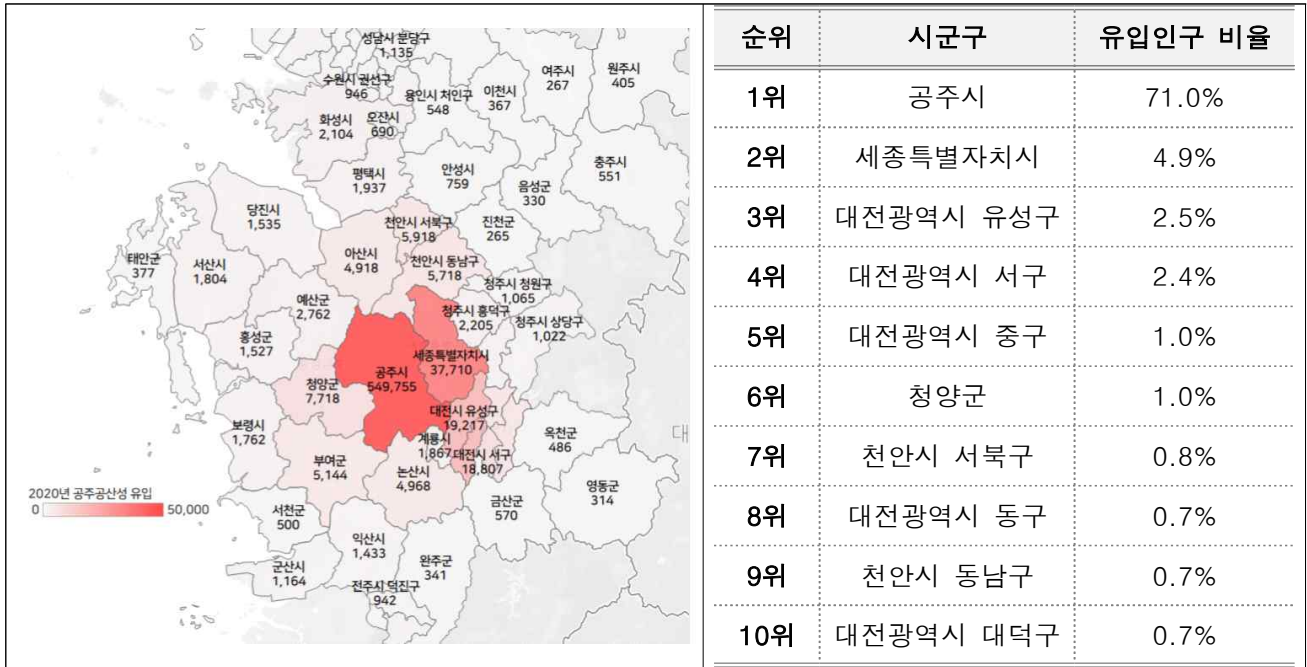 성남시 분당구
1,135
수원시 권선구
946
용인시 처인구
548
이천시
367
여주시
267
원주시
405
화성시
2,104
오산시
690
평택시
1,937
안성시
759
음성군
330
충주시
551
당진시
1,535
천안시 서북구
5,918
진천군
265
태안군
377
서산시
1,804
아산시
4,918
천안시 동남구
5,718
청주시 청원구
1,065
예산군
2,762
청주시 흥덕구
2,205
청주시 상당구
1,022
홍성군
1,527
세종특별자치시
37,710
공주시
549,755
청양군
7,718
대전시 유성구
19,217
보령시
1,762
계룡시
1,867
대전시 서구
18,807
옥천군
486
대
부여군
5,144
논산시
4,968
금산군
570
영동군
314
2020년 공주공산성 유입
0 50,000
서천군
500
익산시
1,433
완주군
341
군산시
1,164
전주시 덕진구
942
순위 시군구 유입인구 비율
1위 공주시 71.0%
2위 세종특별자치시 4.9%
3위 대전광역시 유성구 2.5%
4위 대전광역시 서구 2.4%
5위 대전광역시 중구 1.0%
6위 청양군 1.0%
7위 천안시 서북구 0.8%
8위 대전광역시 동구 0.7%
9위 천안시 동남구 0.7%
10위 대전광역시 대덕구 0.7%